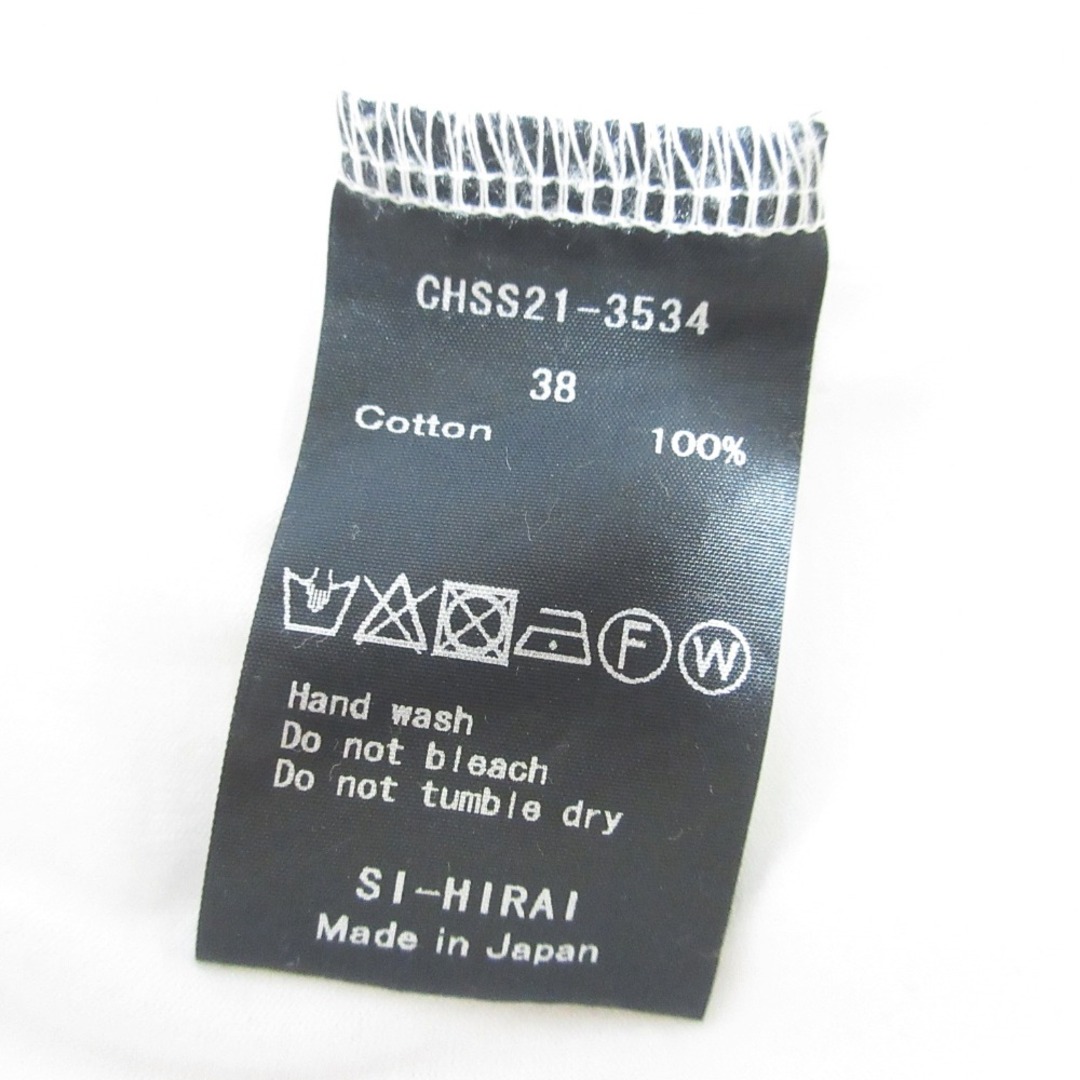 CHSS21-3534
38
Cotton 100%
F W
Hand wash
Do not bleach
Do not tumble dry
SI-HIRAI
Made in Japan